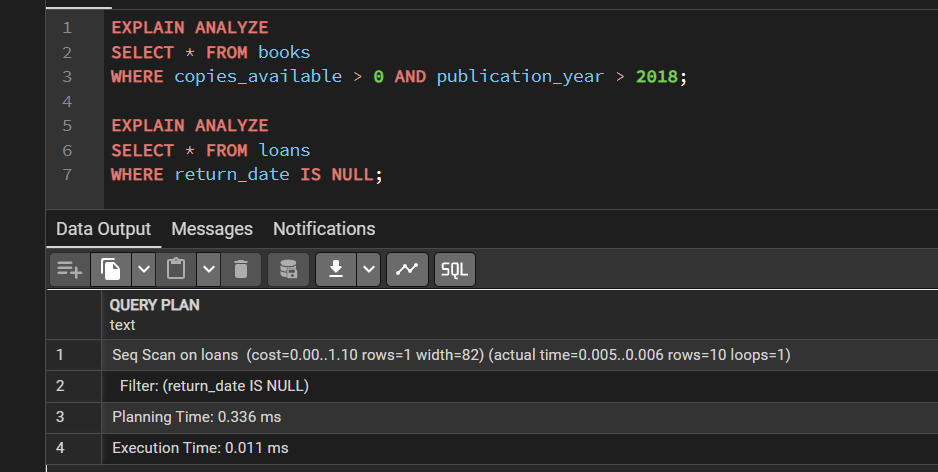 1 EXPLAIN ANALYZE
2 SELECT * FROM books
3 WHERE copies_available > 0 AND publication_year > 2018;
4
5 EXPLAIN ANALYZE
6 SELECT * FROM loans
7 WHERE return_date IS NULL;
Data Output Messages Notifications
SQL
QUERY PLAN
text
1 Seq Scan on loans (cost=0.00..1.10 rows=1 width=82) (actual time=0.005..0.006 rows=10 loops=1)
2 Filter: (return_date IS NULL)
3 Planning Time: 0.336 ms
4 Execution Time: 0.011 ms